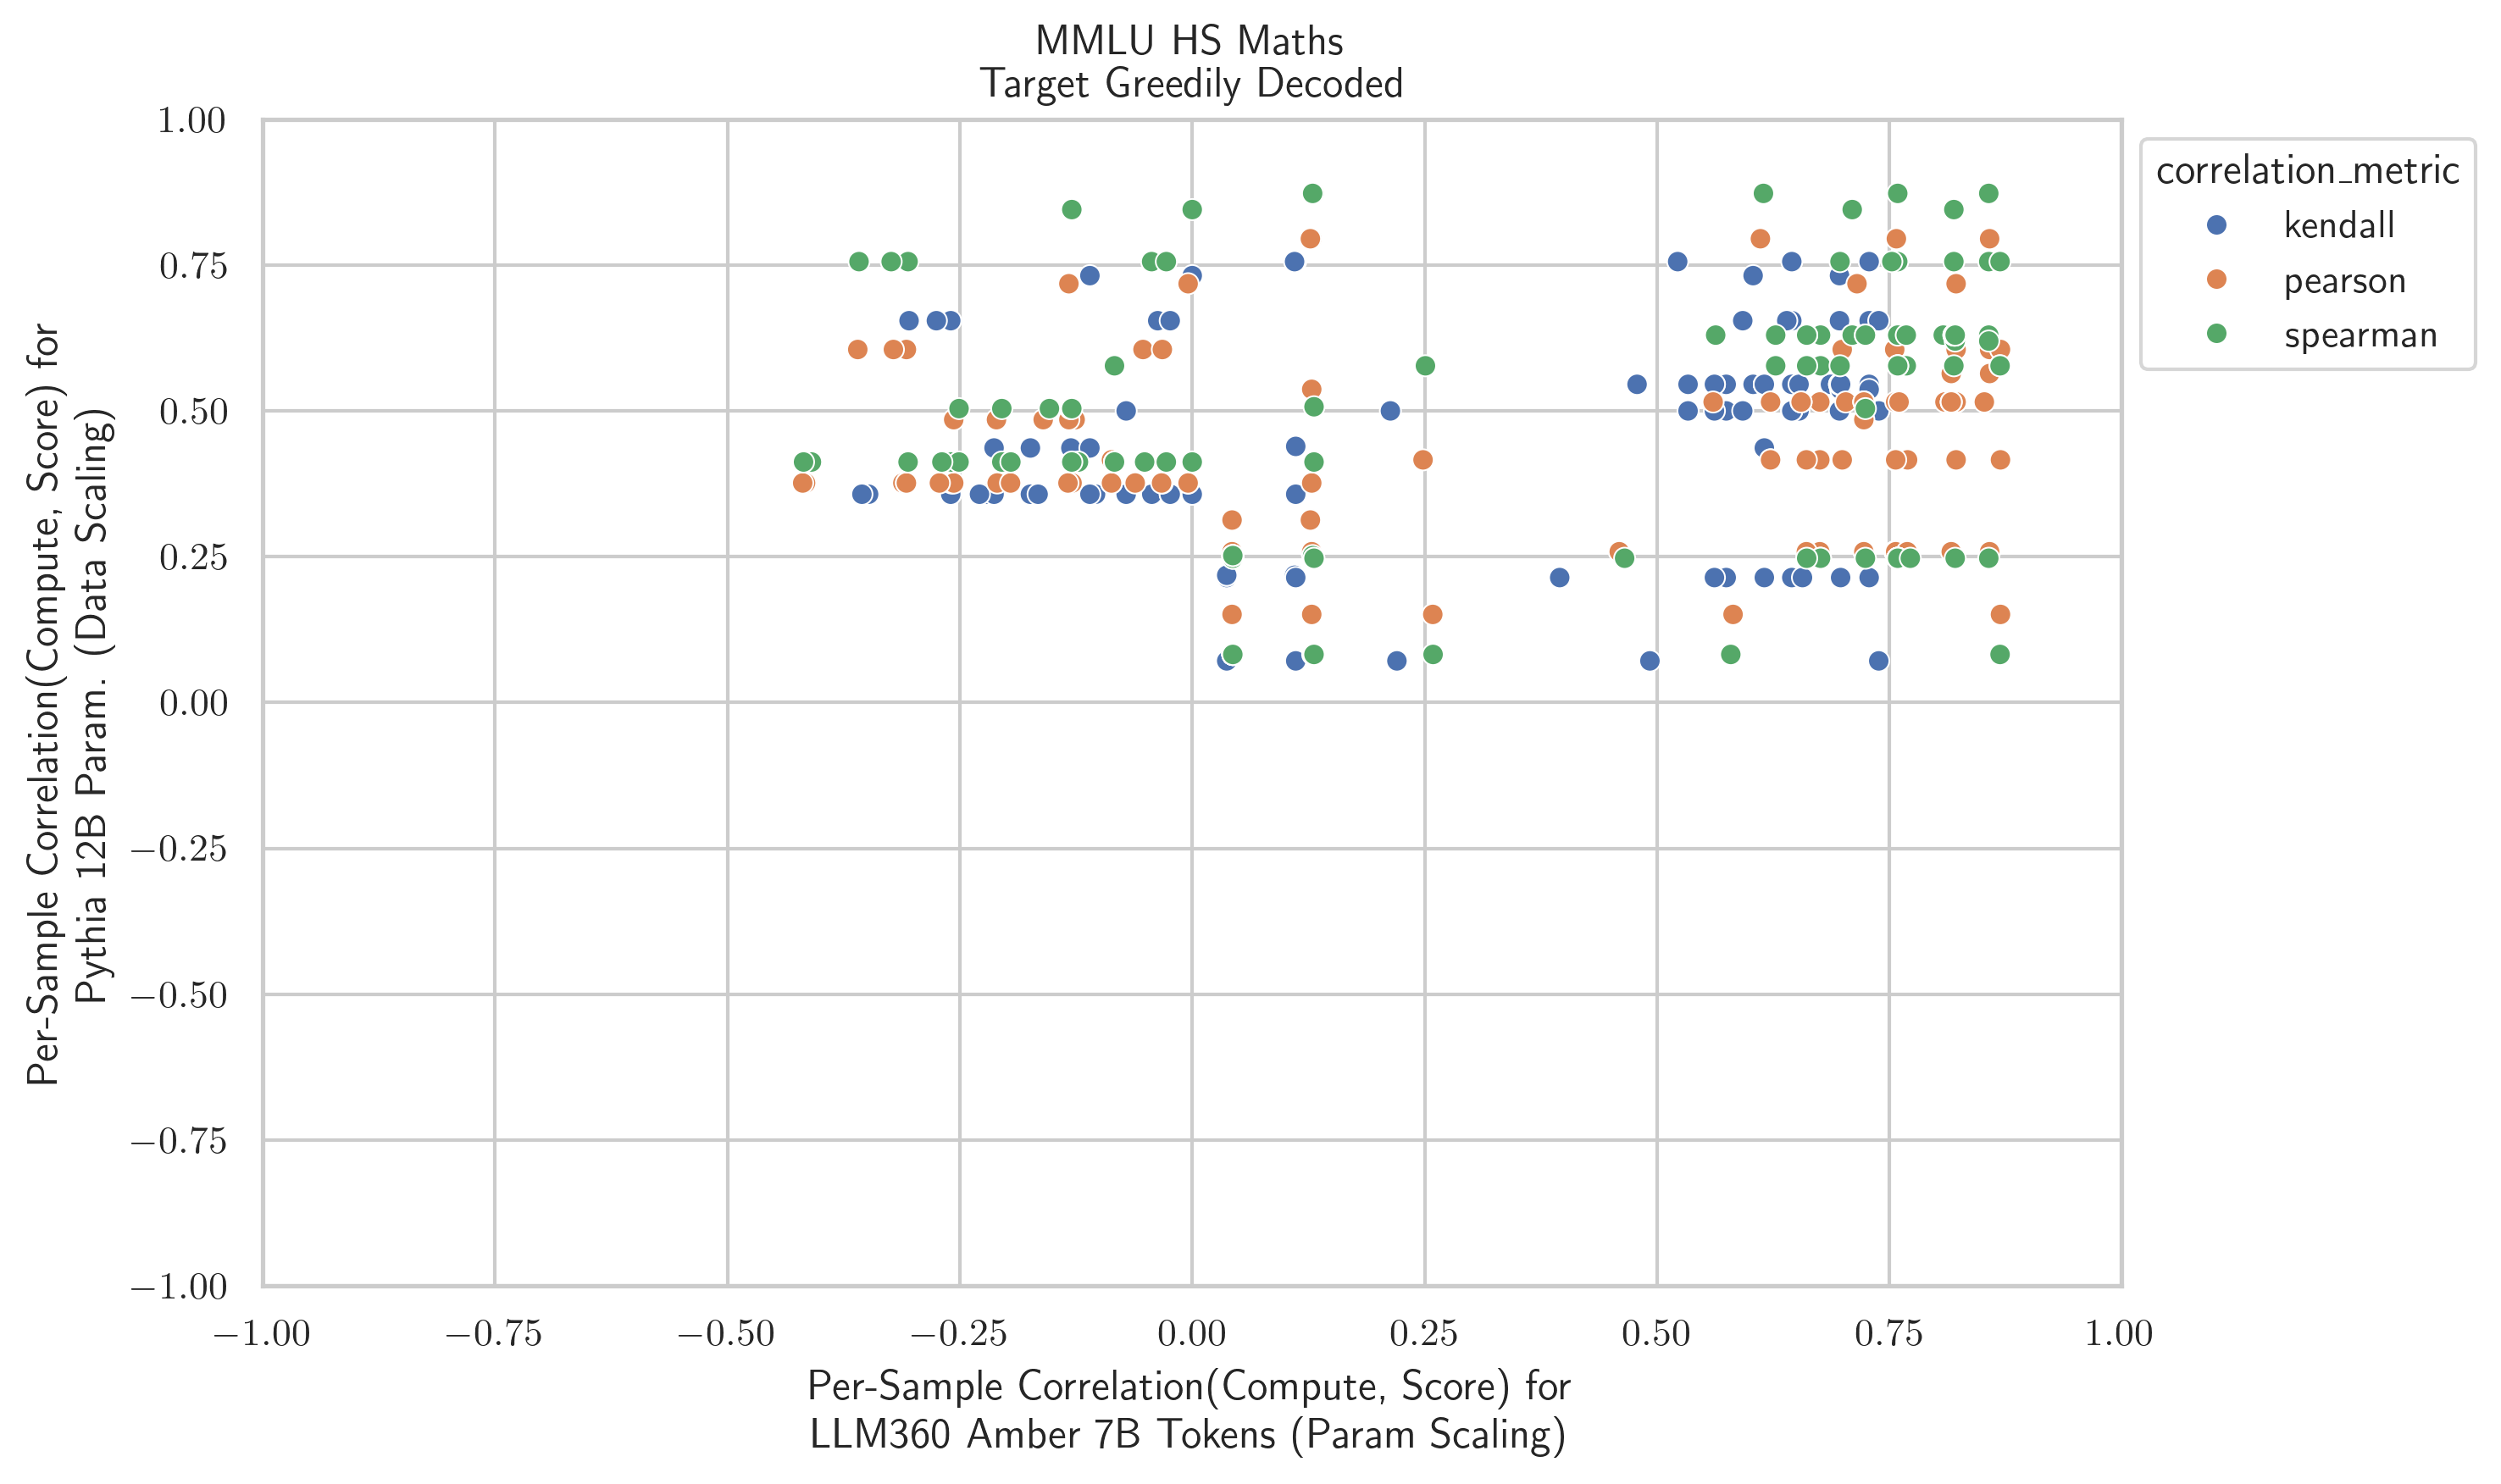 MMLU HS Maths
Target Greedily Decoded
1.00
0.75
0.50
0.25
0.00
−0.25
−0.50
−0.75
−1.00
Per-Sample Correlation(Compute, Score) for
Pythia 12B Param. (Data Scaling)
correlation_metric
kendall
pearson
spearman
−1.00 −0.75 −0.50 −0.25 0.00 0.25 0.50 0.75 1.00
Per-Sample Correlation(Compute, Score) for
LLM360 Amber 7B Tokens (Param Scaling)